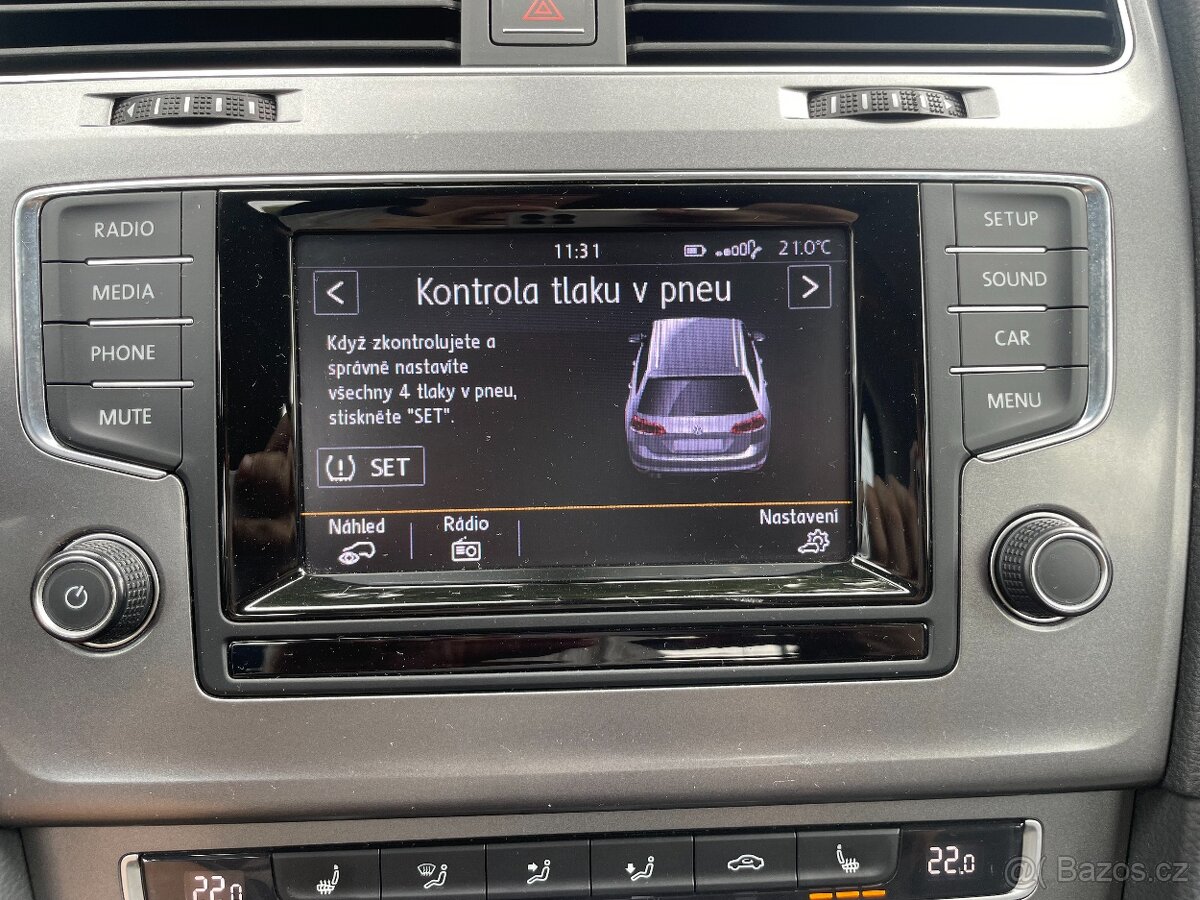 RADIO
MEDIA
PHONE
MUTE
SETUP
SOUND
CAR
MENU
11:31
21.0°C
<
Kontrola tlaku v pneu
>
Když zkontrolujete a
správně nastavíte
všechny 4 tlaky v pneu,
stiskněte "SET".
(!) SET
Náhled
Rádio
Nastavení
22.0
22.0
Bazos.cz